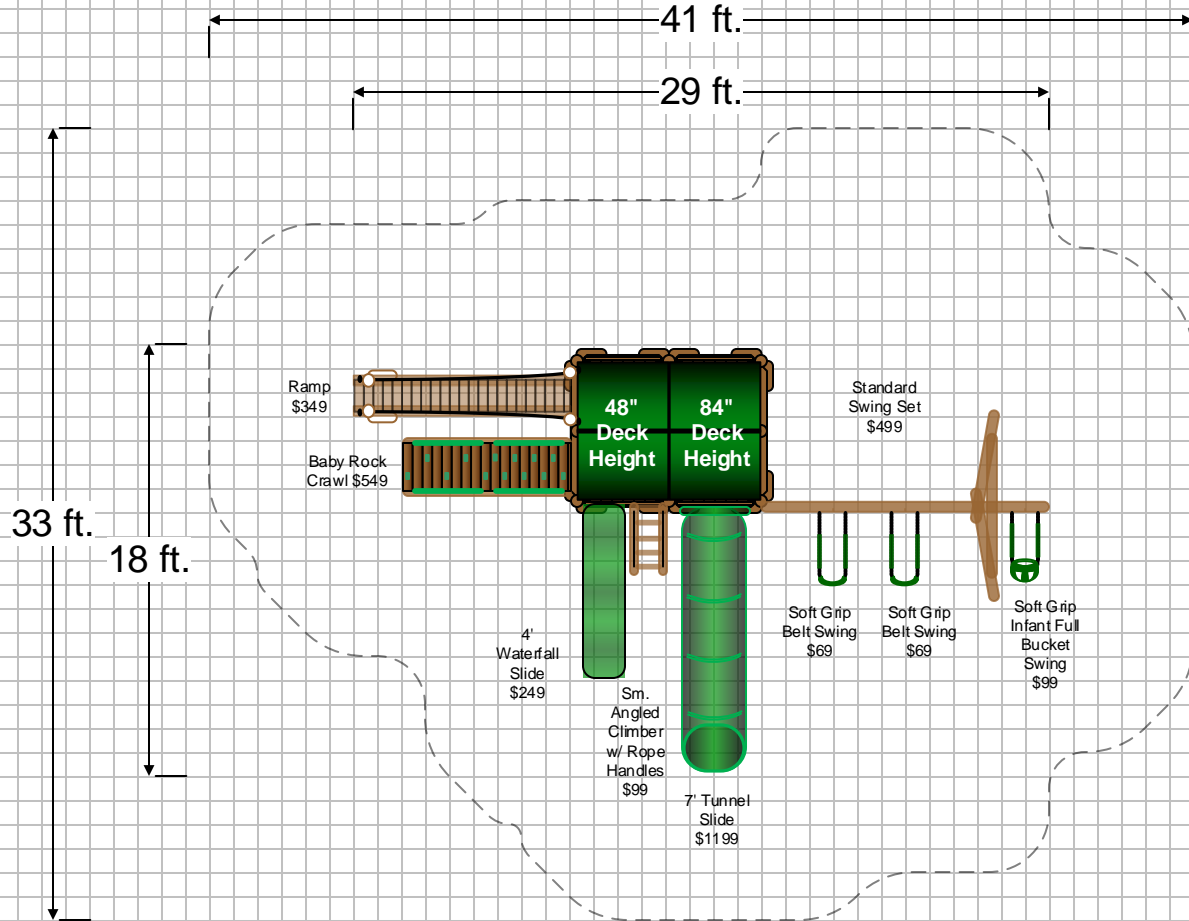 41 ft.
29 ft.
33 ft.
18 ft.
Ramp
$349
Baby Rock
Crawl $549
48"
Deck
Height
84"
Deck
Height
Standard
Swing Set
$499
4'
Waterfall
Slide
$249
Sm.
Angled
Climber
w/ Rope
Handles
$99
7' Tunnel
Slide
$1199
Soft Grip
Belt Swing
$69
Soft Grip
Belt Swing
$69
Soft Grip
Infant Full
Bucket
Swing
$99